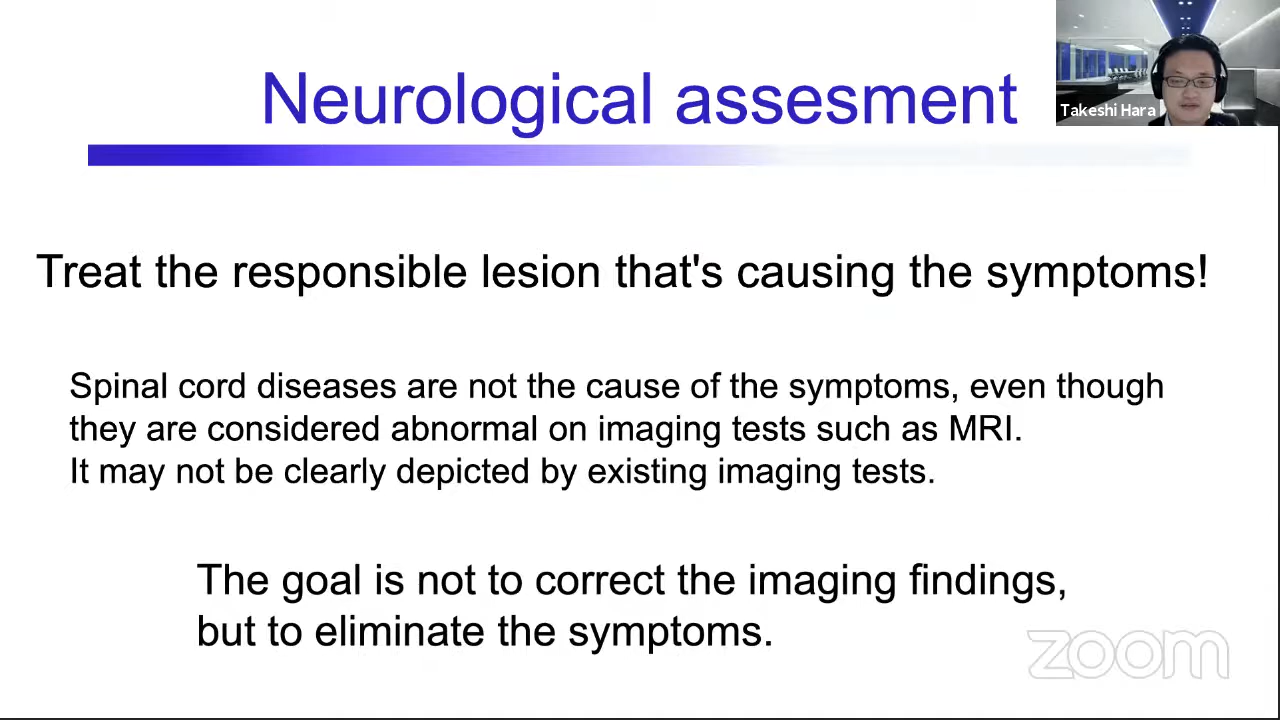 Neurological assesment
Takeshi Hara
Treat the responsible lesion that's causing the symptoms!
Spinal cord diseases are not the cause of the symptoms, even though
they are considered abnormal on imaging tests such as MRI.
It may not be clearly depicted by existing imaging tests.
The goal is not to correct the imaging findings,
but to eliminate the symptoms.
zoom